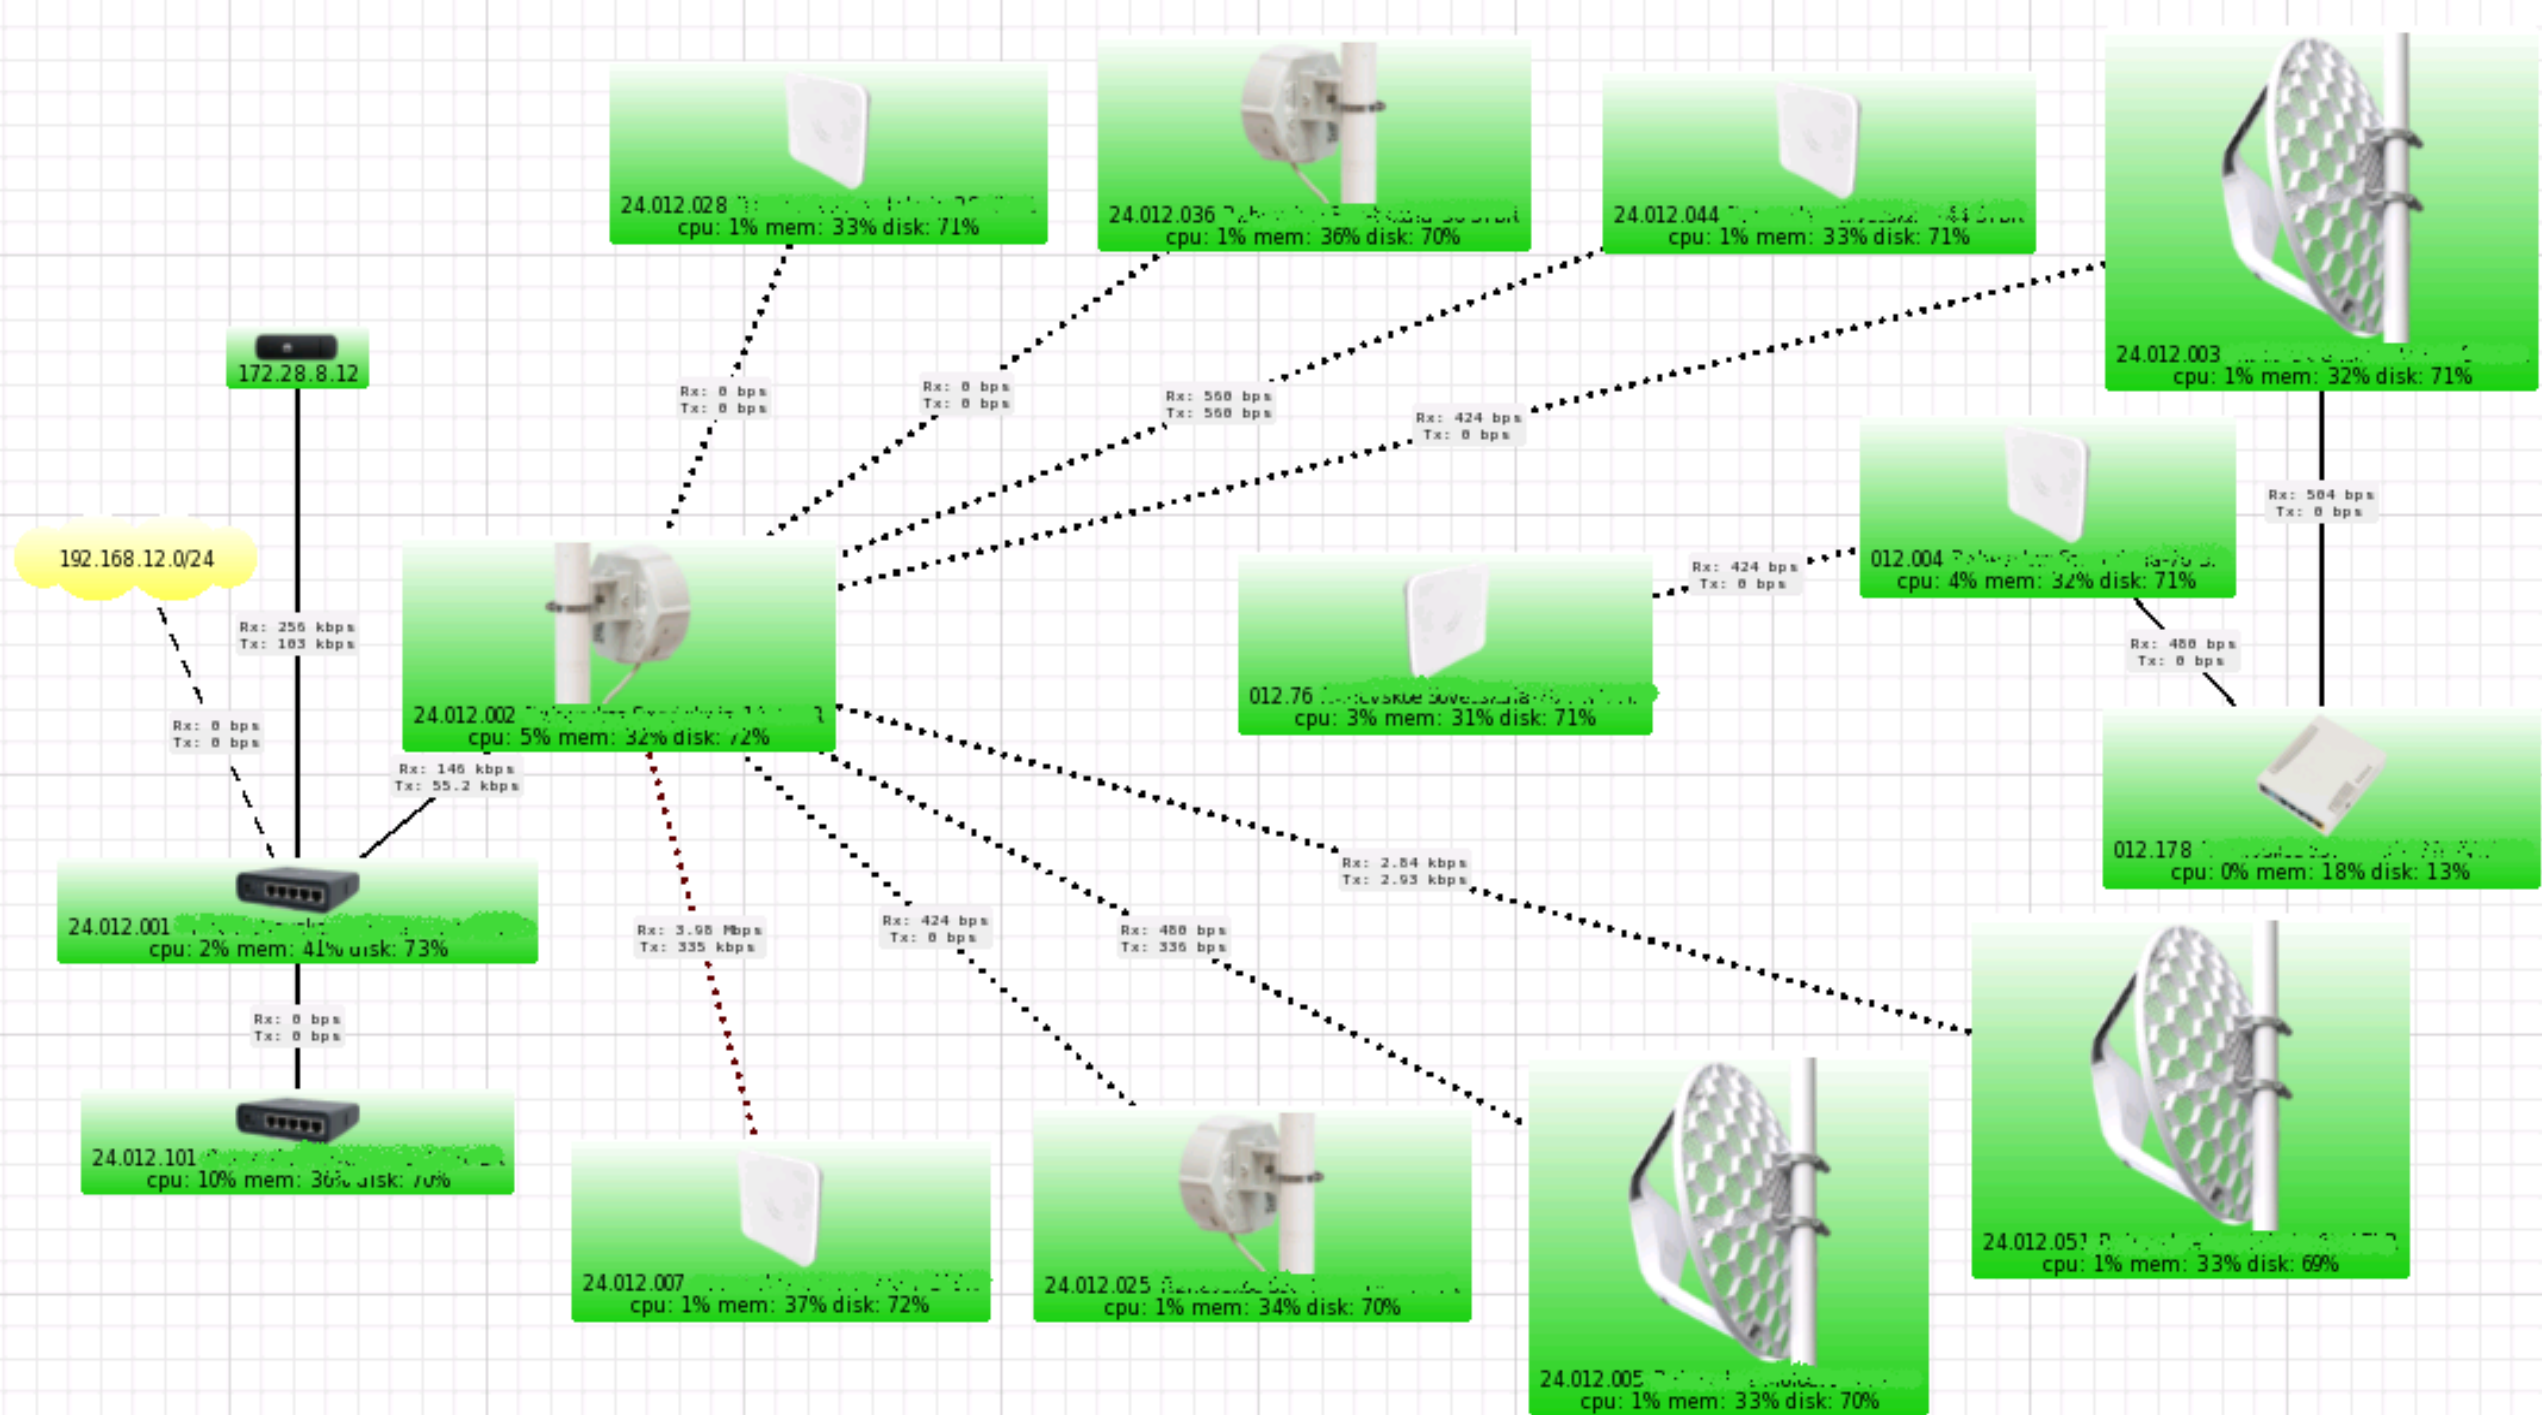 24.012.028
cpu: 1% mem: 33% disk: 71%
24.012.036
cpu: 1% mem: 36% disk: 70%
24.012.044
cpu: 1% mem: 33% disk: 71%
24.012.003
cpu: 1% mem: 32% disk: 71%
172.28.8.12
Rx: 0 bps
Tx: 0 bps
Rx: 0 bps
Tx: 0 bps
Rx: 560 bps
Tx: 560 bps
Rx: 424 bps
Tx: 0 bps
Rx: 504 bps
Tx: 0 bps
192.168.12.0/24
012.004
cpu: 4% mem: 32% disk: 71%
Rx: 424 bps
Tx: 0 bps
Rx: 256 kbps
Tx: 103 kbps
Rx: 480 bps
Tx: 0 bps
24.012.002
cpu: 5% mem: 32% disk: 72%
012.76
cpu: 3% mem: 31% disk: 71%
Rx: 0 bps
Tx: 0 bps
Rx: 146 kbps
Tx: 55.2 kbps
012.178
cpu: 0% mem: 18% disk: 13%
Rx: 2.84 kbps
Tx: 2.93 kbps
24.012.001
cpu: 2% mem: 41% disk: 73%
Rx: 3.98 Mbps
Tx: 335 kbps
Rx: 424 bps
Tx: 0 bps
Rx: 480 bps
Tx: 336 bps
Rx: 0 bps
Tx: 0 bps
24.012.101
cpu: 10% mem: 36% disk: 70%
24.012.051
cpu: 1% mem: 33% disk: 69%
24.012.007
cpu: 1% mem: 37% disk: 72%
24.012.025
cpu: 1% mem: 34% disk: 70%
24.012.005
cpu: 1% mem: 33% disk: 70%